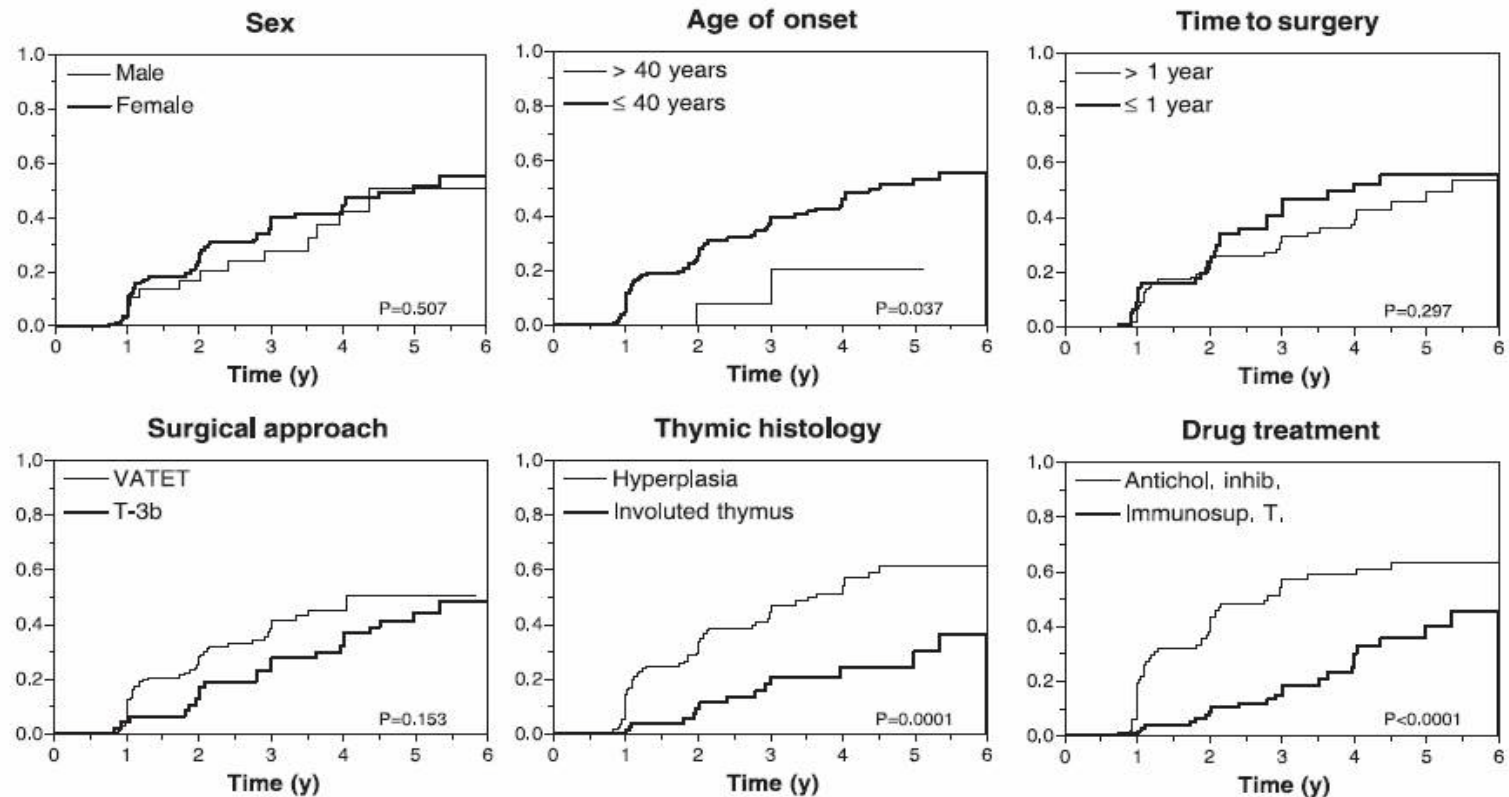 Sex
1.0
0.8
0.6
0.4
0.2
0.0
Male
Female
P=0.507
0 1 2 3 4 5 6
Time (y)
Age of onset
1.0
0.8
0.6
0.4
0.2
0.0
> 40 years
≤ 40 years
P=0.037
0 1 2 3 4 5 6
Time (y)
Time to surgery
1.0
0.8
0.6
0.4
0.2
0.0
> 1 year
≤ 1 year
P=0.297
0 1 2 3 4 5 6
Time (y)
Surgical approach
1.0
0.8
0.6
0.4
0.2
0.0
VATET
T-3b
P=0.153
0 1 2 3 4 5 6
Time (y)
Thymic histology
1.0
0.8
0.6
0.4
0.2
0.0
Hyperplasia
Involuted thymus
P=0.0001
0 1 2 3 4 5 6
Time (y)
Drug treatment
1.0
0.8
0.6
0.4
0.2
0.0
Antichol. inhib.
Immunosup. T.
P<0.0001
0 1 2 3 4 5 6
Time (y)